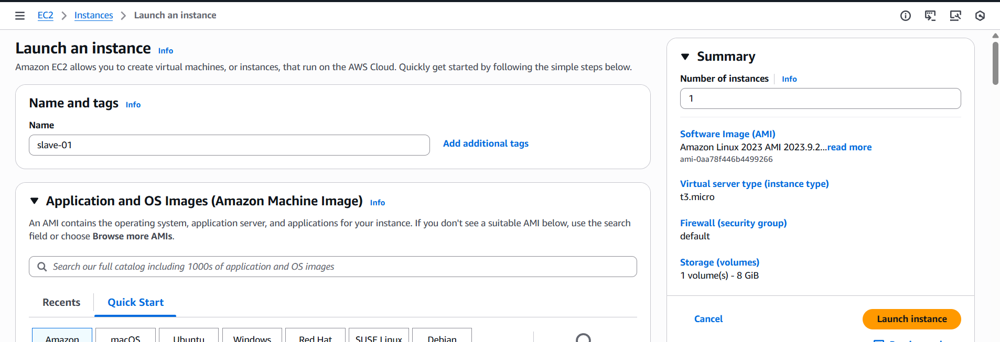 EC2 > Instances > Launch an instance
Launch an instance Info
Amazon EC2 allows you to create virtual machines, or instances, that run on the AWS Cloud. Quickly get started by following the simple steps below.
Name and tags Info
Name
slave-01
Add additional tags
Application and OS Images (Amazon Machine Image) Info
An AMI contains the operating system, application server, and applications for your instance. If you don't see a suitable AMI below, use the search
field or choose Browse more AMIs.
Search our full catalog including 1000s of application and OS images
Recents
Quick Start
Amazon
macOS
Ubuntu
Windows
Red Hat
SUSE Linux
Debian
Summary
Number of instances Info
1
Software Image (AMI)
Amazon Linux 2023 AMI 2023.9.2...read more
ami-0aa78f446b4499266
Virtual server type (instance type)
t3.micro
Firewall (security group)
default
Storage (volumes)
1 volume(s) - 8 GiB
Cancel
Launch instance